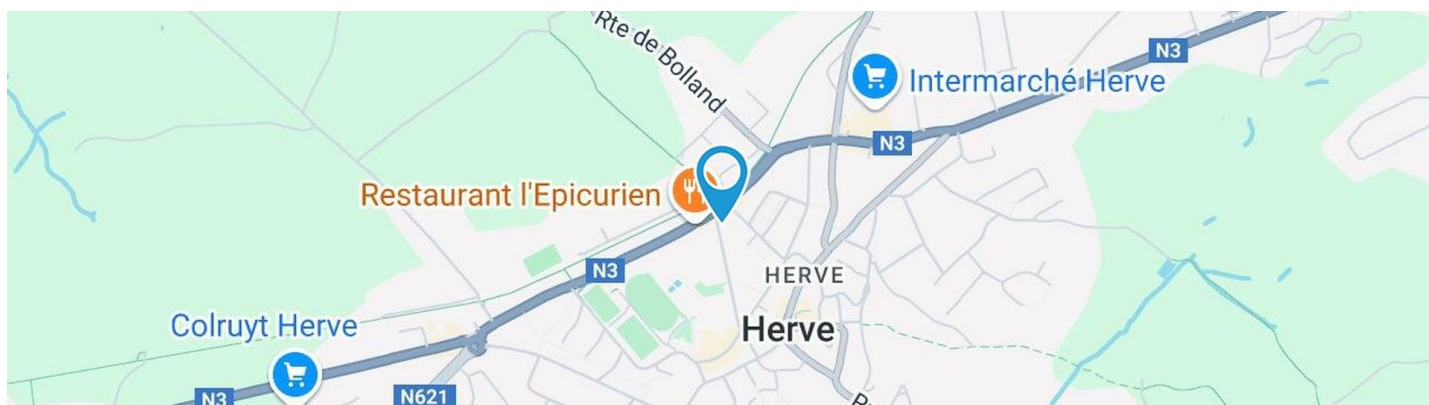 Rte de Bolland
N3
Intermarché Herve
N3
Restaurant l'Epicurien
N3
HERVE
Colruyt Herve
Herve
N3
N621